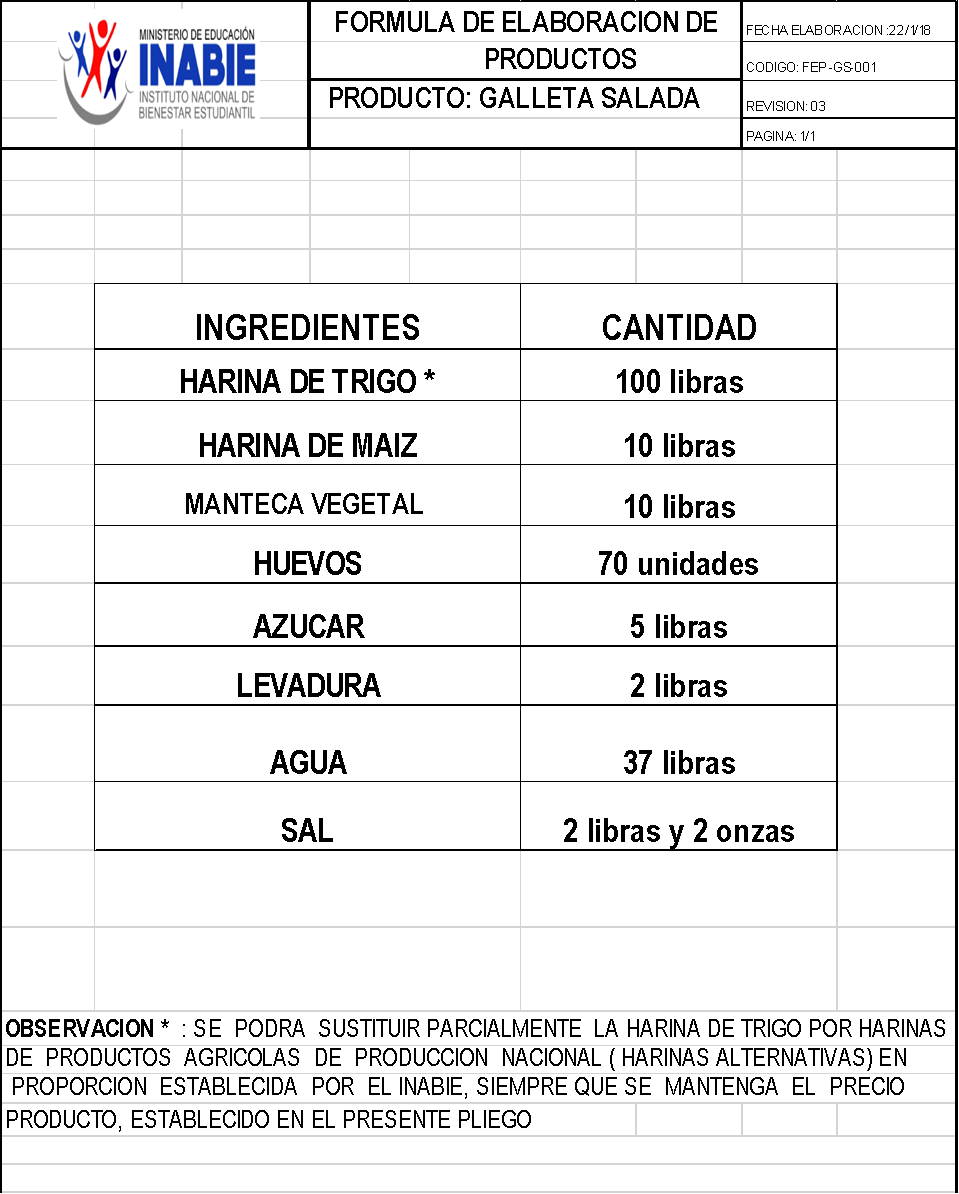 MINISTERIO DE EDUCACIÓN
INABIE
INSTITUTO NACIONAL DE
BIENESTAR ESTUDIANTIL
FORMULA DE ELABORACION DE
PRODUCTOS
PRODUCTO: GALLETA SALADA
FECHA ELABORACION :22/1/18
CODIGO: FEP-GS-001
REVISION: 03
PAGINA: 1/1
INGREDIENTES CANTIDAD
HARINA DE TRIGO * 100 libras
HARINA DE MAIZ 10 libras
MANTECA VEGETAL 10 libras
HUEVOS 70 unidades
AZUCAR 5 libras
LEVADURA 2 libras
AGUA 37 libras
SAL 2 libras y 2 onzas
OBSERVACION * : SE PODRA SUSTITUIR PARCIALMENTE LA HARINA DE TRIGO POR HARINAS
DE PRODUCTOS AGRICOLAS DE PRODUCCION NACIONAL ( HARINAS ALTERNATIVAS) EN
PROPORCION ESTABLECIDA POR EL INABIE, SIEMPRE QUE SE MANTENGA EL PRECIO
PRODUCTO, ESTABLECIDO EN EL PRESENTE PLIEGO